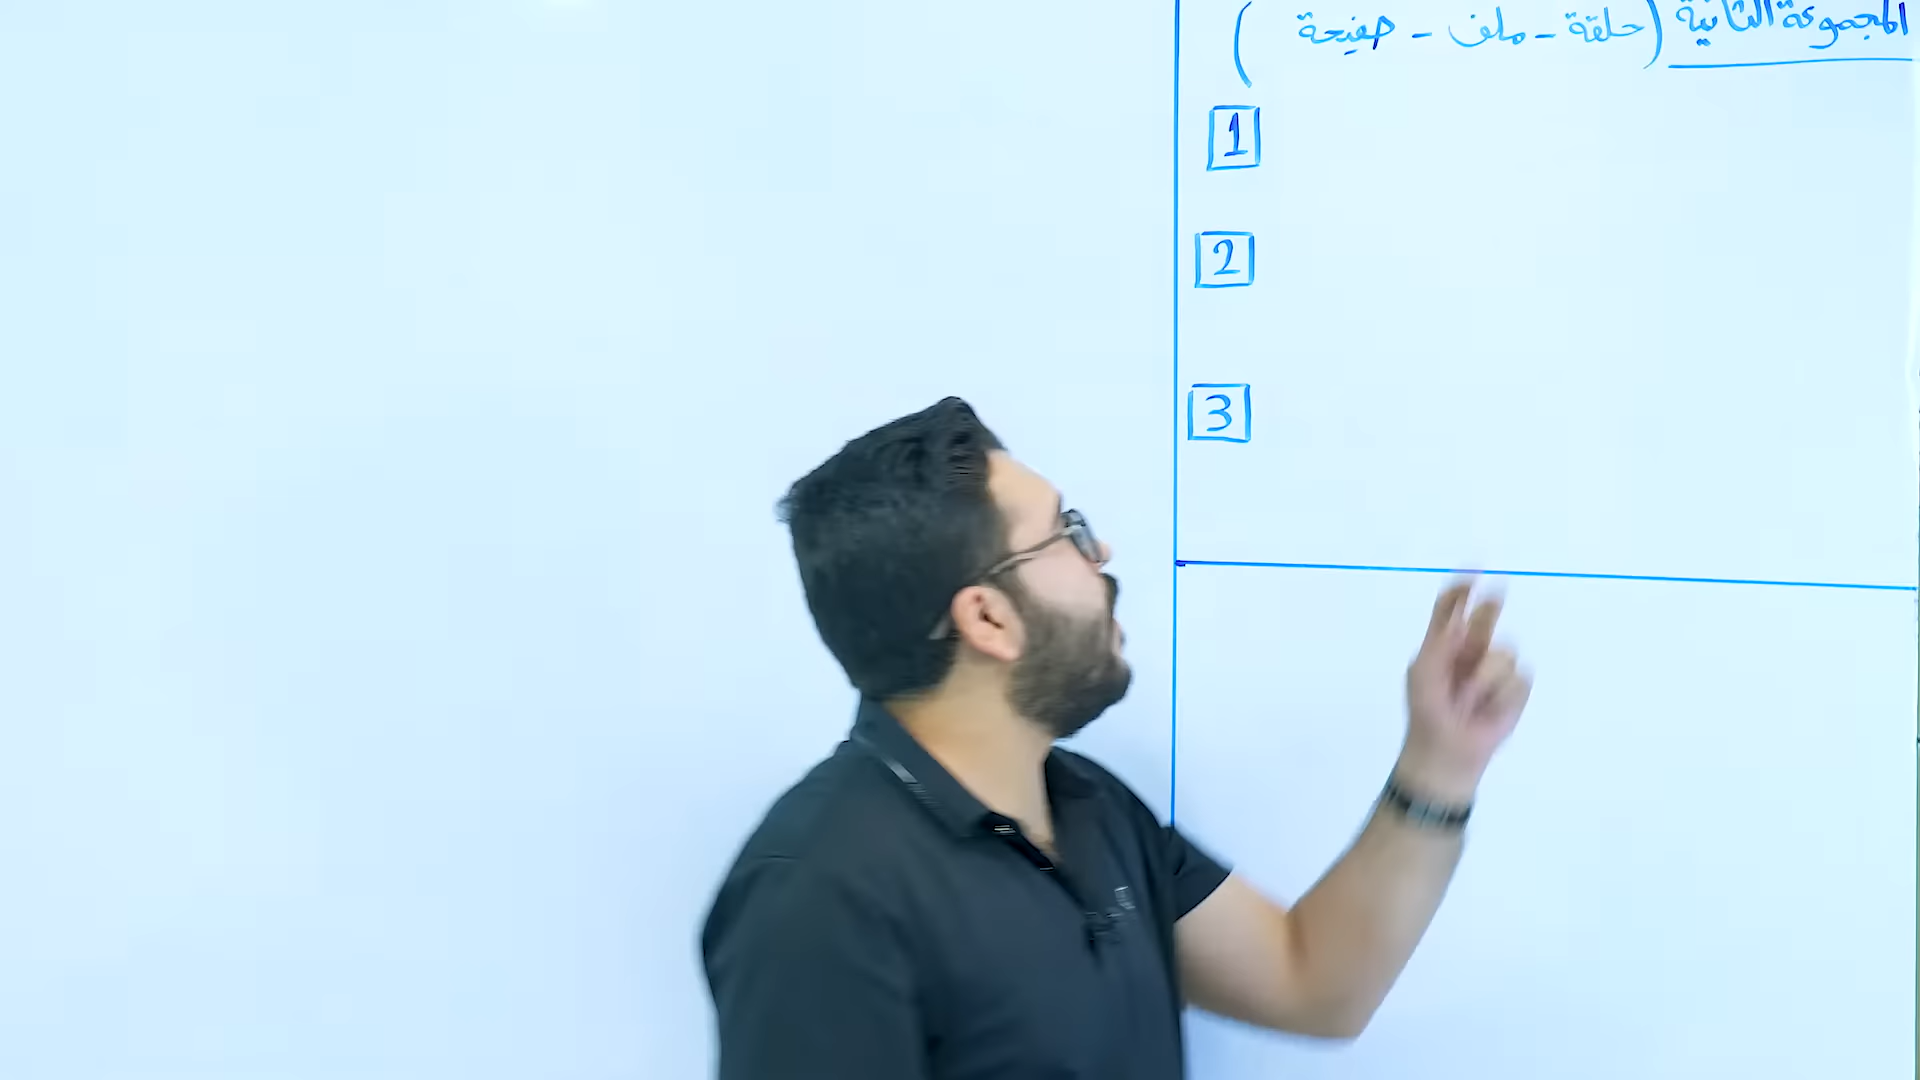 المجموعة الثانية (حلقة - ملف - صفيحة)
1
2
3